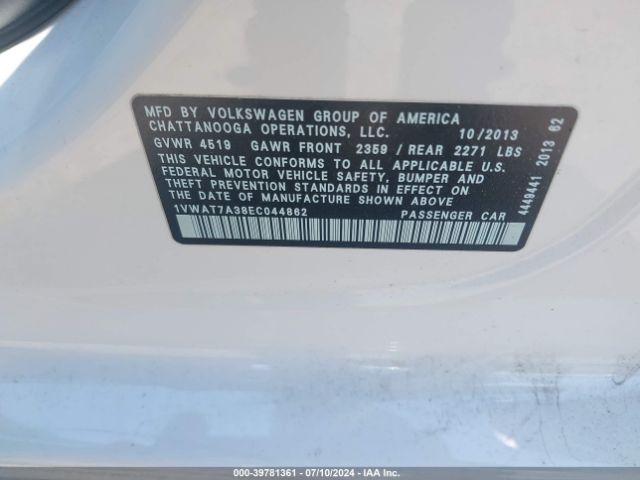 MFD BY VOLKSWAGEN GROUP OF AMERICA
CHATTANOOGA OPERATIONS, LLC. 10/2013
GVWR 4519 GAWR FRONT 2359 / REAR 2271 LBS
THIS VEHICLE CONFORMS TO ALL APPLICABLE U.S.
FEDERAL MOTOR VEHICLE SAFETY, BUMPER AND
THEFT PREVENTION STANDARDS IN EFFECT ON
THE DATE OF MANUFACTURE SHOWN ABOVE
1VWAT7A38EC044862 PASSENGER CAR
4449441 2013 62
000-39781361 - 07/10/2024 - IAA Inc.